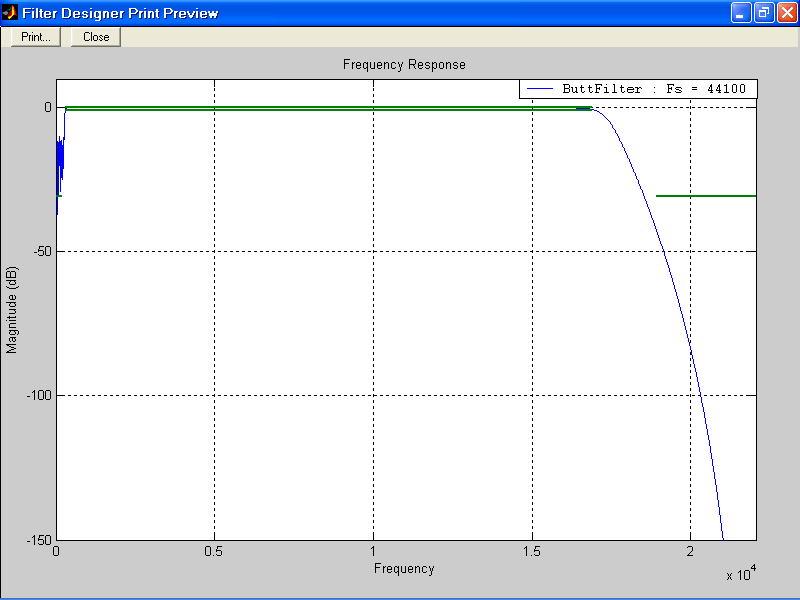 Filter Designer Print Preview
Print... Close
Frequency Response
ButtFilter : Fs = 44100
0
-50
-100
-150
Magnitude (dB)
0 0.5 1 1.5 2
Frequency
x 10^4